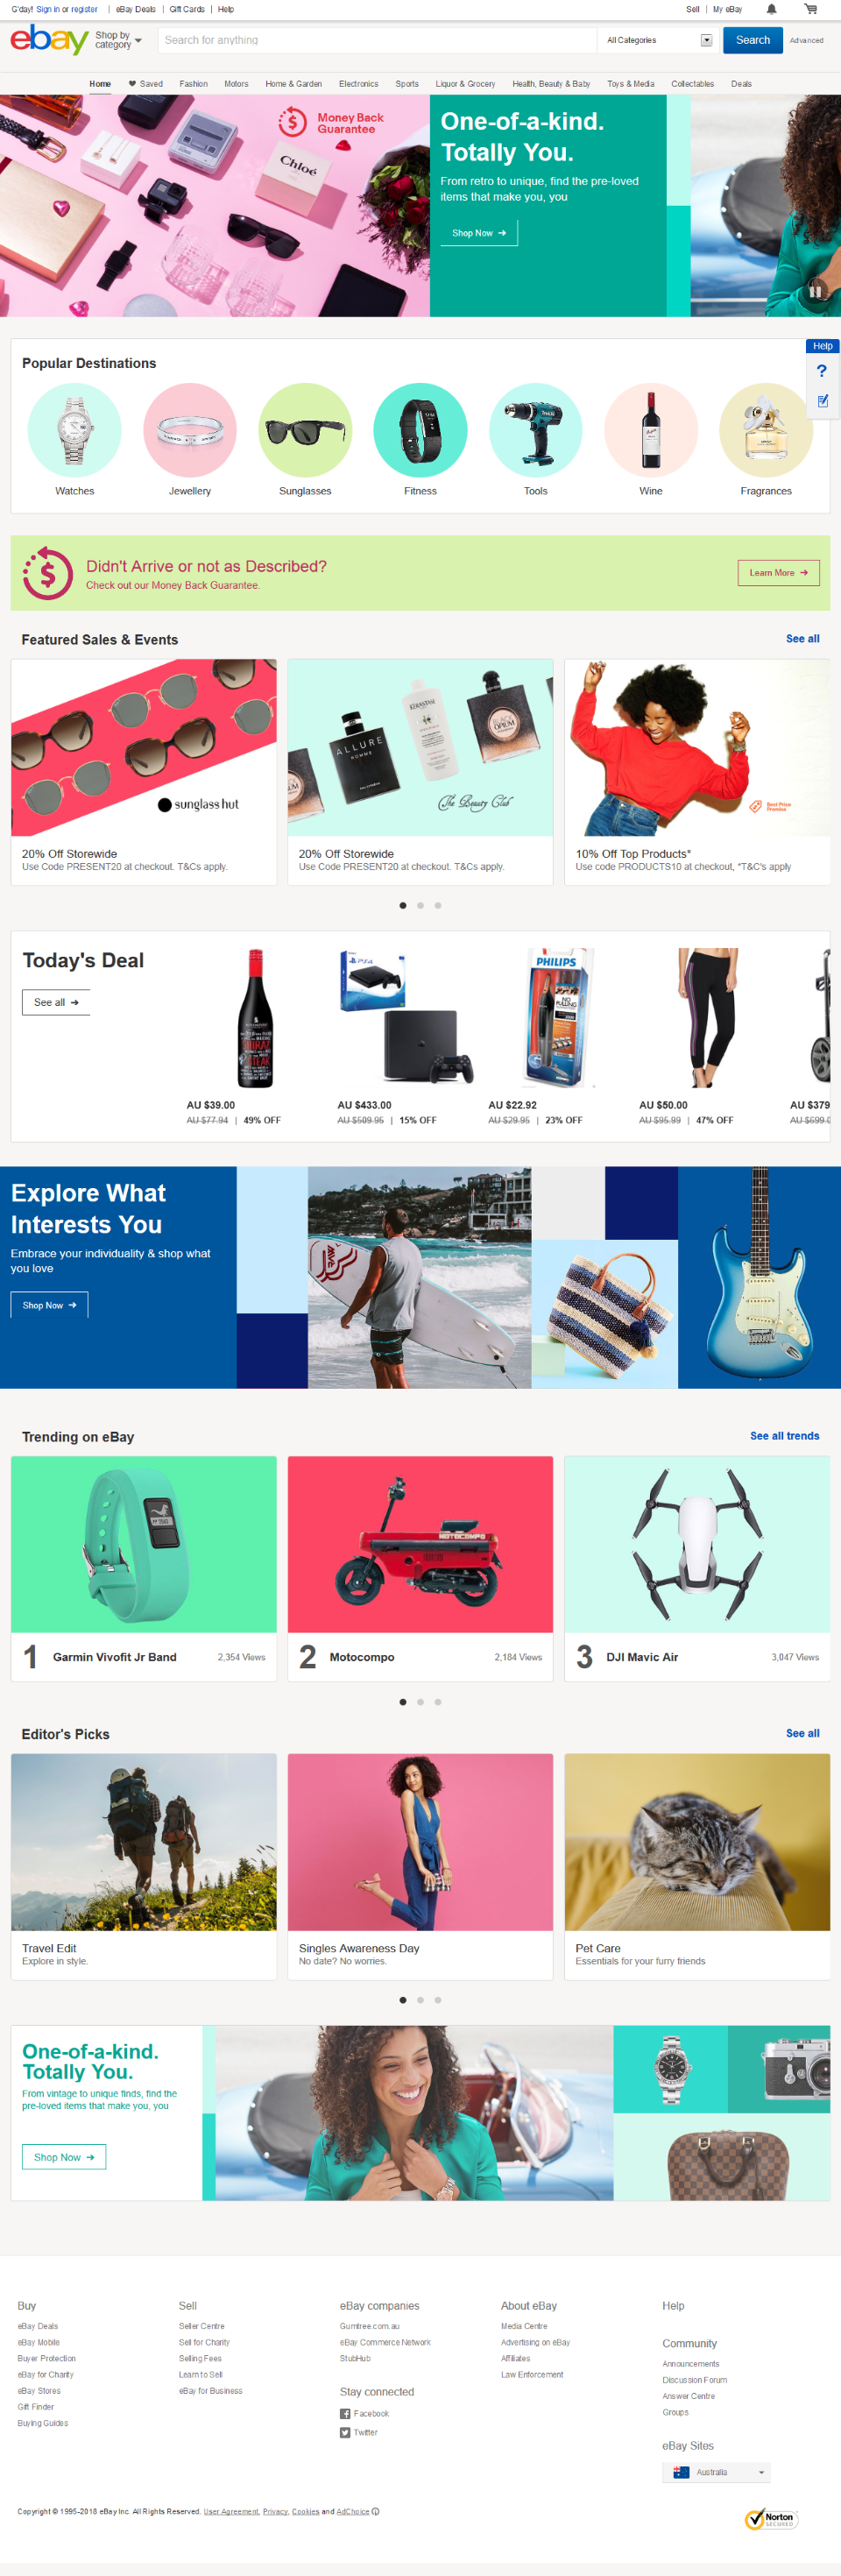 G'day! Sign in or register | eBay Deals | Gift Cards | Help
Sell | My eBay
ebay
Shop by
category
Search for anything
All Categories
Search
Advanced
Home Saved Fashion Motors Home & Garden Electronics Sports Liquor & Grocery Health, Beauty & Baby Toys & Media Collectables Deals
Money Back
Guarantee
Chloé
One-of-a-kind.
Totally You.
From retro to unique, find the pre-loved
items that make you, you
Shop Now →
Help
?
Popular Destinations
Watches Jewellery Sunglasses Fitness Tools Wine Fragrances
Didn't Arrive or not as Described?
Check out our Money Back Guarantee.
Learn More →
Featured Sales & Events
See all
sunglass hut
ALLURE
HOMME
KÉRASTASE
BLACK
OPIUM
The Beauty Club
Best Price
Promise
20% Off Storewide
Use Code PRESENT20 at checkout. T&Cs apply.
20% Off Storewide
Use Code PRESENT20 at checkout. T&Cs apply.
10% Off Top Products*
Use code PRODUCTS10 at checkout, *T&C's apply
Today's Deal
See all →
PS4
PHILIPS
AU $39.00
AU $77.94 | 49% OFF
AU $433.00
AU $509.95 | 15% OFF
AU $22.92
AU $29.95 | 23% OFF
AU $50.00
AU $95.99 | 47% OFF
AU $379
AU $599.0
Explore What
Interests You
Embrace your individuality & shop what
you love
Shop Now →
Trending on eBay
See all trends
MOTOCOMPO
1 Garmin Vivofit Jr Band 2,354 Views
2 Motocompo 2,184 Views
3 DJI Mavic Air 3,047 Views
Editor's Picks
See all
Travel Edit
Explore in style.
Singles Awareness Day
No date? No worries.
Pet Care
Essentials for your furry friends
One-of-a-kind.
Totally You.
From vintage to unique finds, find the
pre-loved items that make you, you
Shop Now →
Buy
eBay Deals
eBay Mobile
Buyer Protection
eBay for Charity
eBay Stores
Gift Finder
Buying Guides
Sell
Seller Centre
Sell for Charity
Selling Fees
Learn to Sell
eBay for Business
eBay companies
Gumtree.com.au
eBay Commerce Network
StubHub
Stay connected
Facebook
Twitter
About eBay
Media Centre
Advertising on eBay
Affiliates
Law Enforcement
Help
Community
Announcements
Discussion Forum
Answer Centre
Groups
eBay Sites
Australia
Copyright © 1995-2018 eBay Inc. All Rights Reserved. User Agreement, Privacy, Cookies and AdChoice
Norton
SECURED